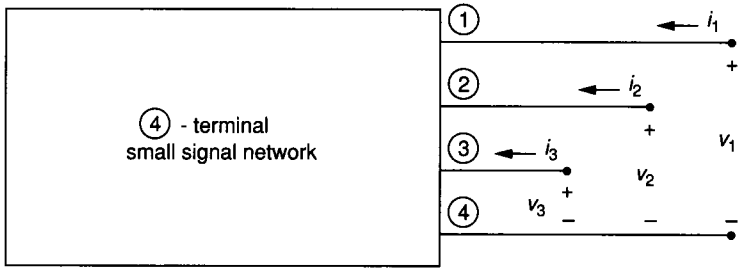 1 i1
+
2 i2
+
4 - terminal
small signal network
v1
3 i3
+
v2
v3
4 − − −